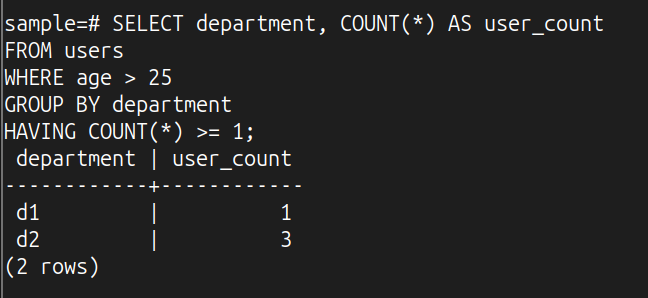 sample=# SELECT department, COUNT(*) AS user_count
FROM users
WHERE age > 25
GROUP BY department
HAVING COUNT(*) >= 1;
 department | user_count
------------+------------
 d1         |          1
 d2         |          3
(2 rows)